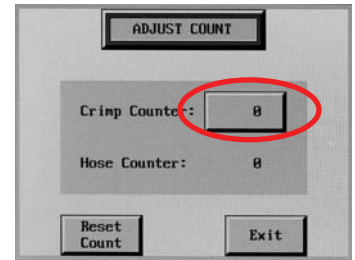 ADJUST COUNT
Crimp Counter: 0
Hose Counter: 0
Reset
Count
Exit